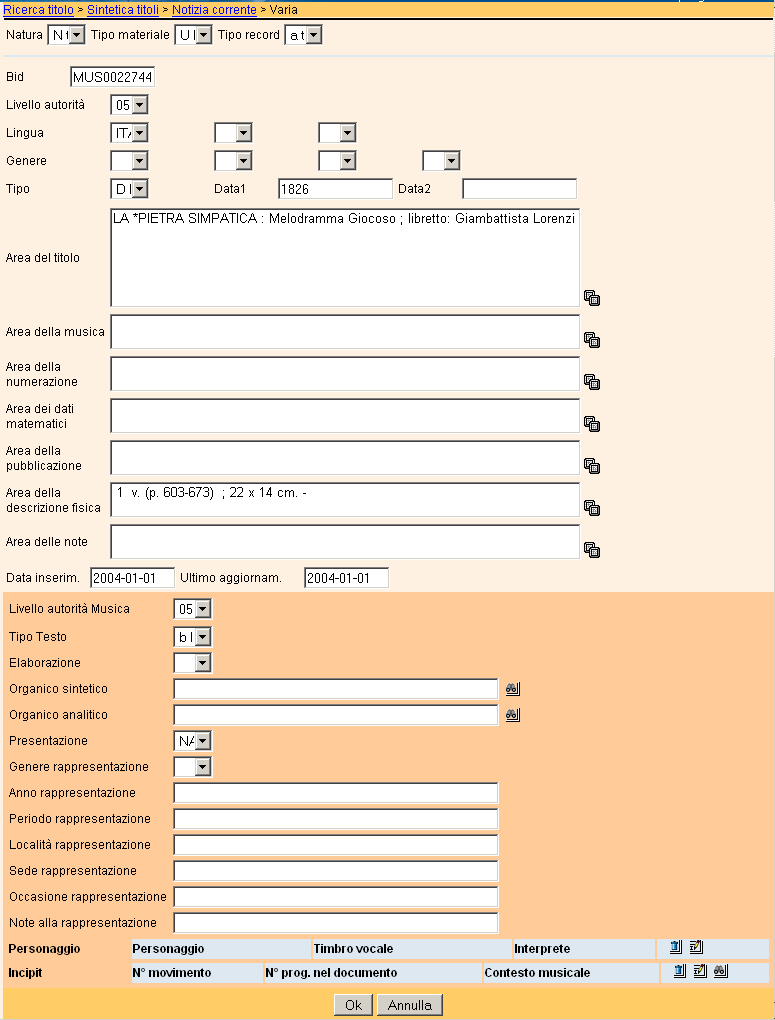 Ricerca titolo > Sintetica titoli > Notizia corrente > Varia
Natura N Tipo materiale U Tipo record a t
Bid MUS0022744
Livello autorità 05
Lingua IT
Genere
Tipo D Data1 1826 Data2
Area del titolo LA *PIETRA SIMPATICA : Melodramma Giocoso ; libretto: Giambattista Lorenzi
Area della musica
Area della
numerazione
Area dei dati
matematici
Area della
pubblicazione
Area della
descrizione fisica 1 v. (p. 603-673) ; 22 x 14 cm. -
Area delle note
Data inserim. 2004-01-01 Ultimo aggiornam. 2004-01-01
Livello autorità Musica 05
Tipo Testo b
Elaborazione
Organico sintetico
Organico analitico
Presentazione NA
Genere rappresentazione
Anno rappresentazione
Periodo rappresentazione
Località rappresentazione
Sede rappresentazione
Occasione rappresentazione
Note alla rappresentazione
Personaggio Personaggio Timbro vocale Interprete
Incipit N° movimento N° prog. nel documento Contesto musicale
Ok Annulla